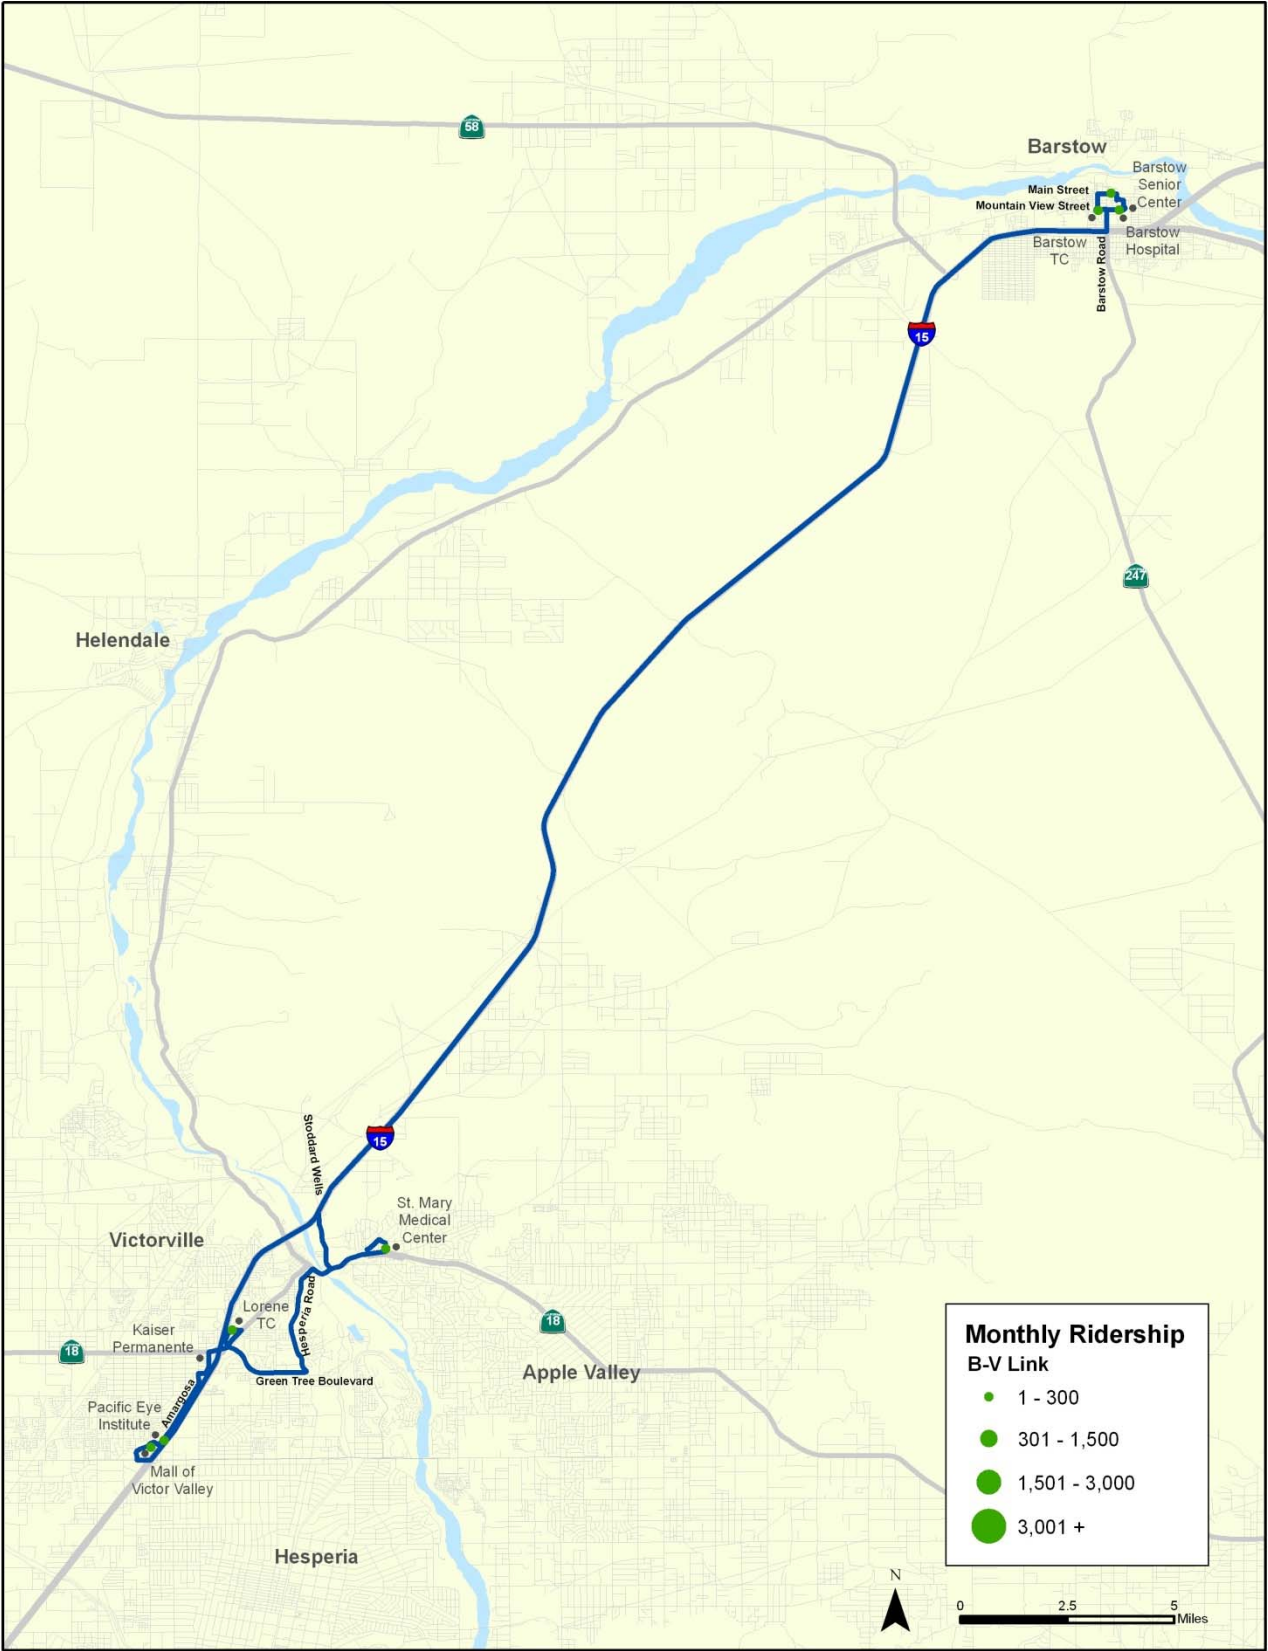 58
Barstow
Barstow
Senior
Center
Main Street
Mountain View Street
Barstow
TC
Barstow Road
Barstow
Hospital
15
247
Helendale
15
Stoddard Wells
St. Mary
Medical
Center
Victorville
Lorene
TC
Hesperia Road
Kaiser
Permanente
18
18
Green Tree Boulevard
Apple Valley
Amargosa
Pacific Eye
Institute
Mall of
Victor Valley
Hesperia
Monthly Ridership
B-V Link
1 - 300
301 - 1,500
1,501 - 3,000
3,001 +
N
0 2.5 5
Miles